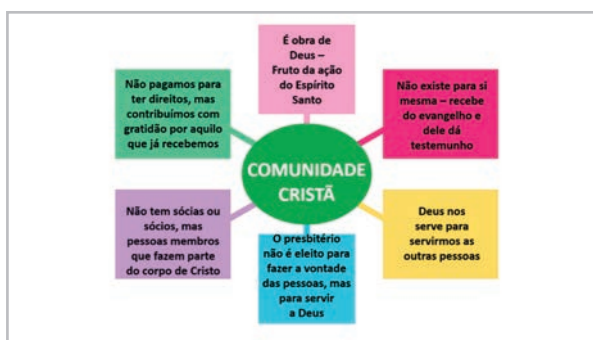 É obra de
Deus –
Fruto da ação
do Espírito
Santo
Não pagamos para
ter direitos, mas
contribuímos com
gratidão por aquilo
que já recebemos
Não existe para si
mesma – recebe
do evangelho e
dele dá
testemunho
COMUNIDADE
CRISTÃ
Não tem sócias ou
sócios, mas
pessoas membros
que fazem parte
do corpo de Cristo
Deus nos
serve para
servirmos as
outras pessoas
O presbitério
não é eleito para
fazer a vontade
das pessoas, mas
para servir
a Deus